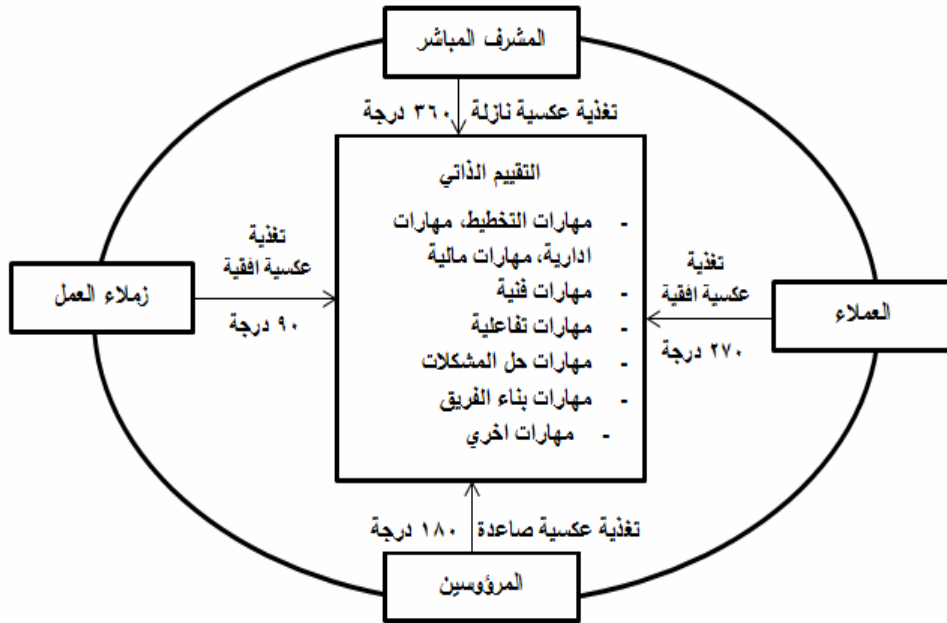 المشرف المباشر
تغذية عكسية نازلة ٣٦٠ درجة
التقييم الذاتي
- مهارات التخطيط، مهارات
ادارية، مهارات مالية
- مهارات فنية
- مهارات تفاعلية
- مهارات حل المشكلات
- مهارات بناء الفريق
- مهارات اخري
العملاء
تغذية
عكسية افقية
٢٧٠ درجة
زملاء العمل
تغذية
عكسية افقية
٩٠ درجة
تغذية عكسية صاعدة ١٨٠ درجة
المرؤوسين